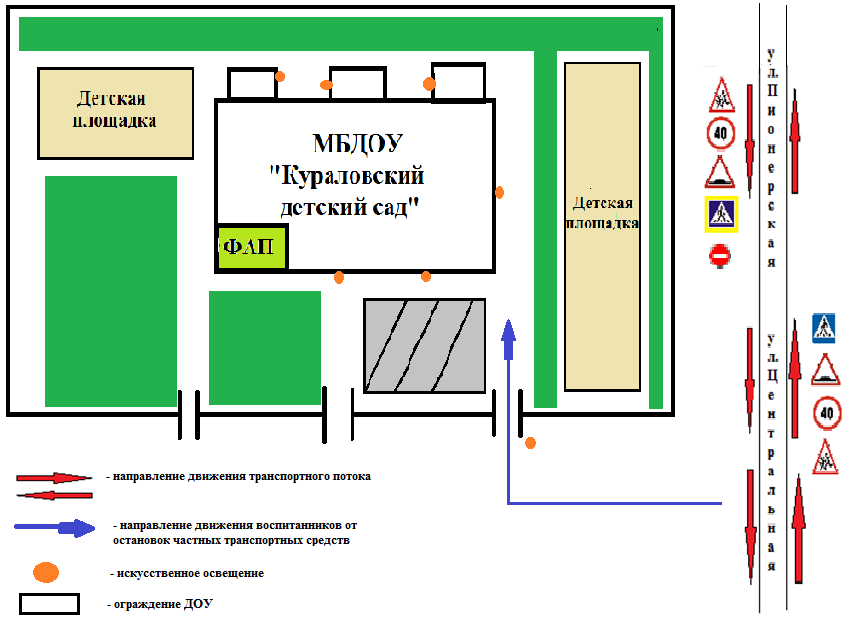 Детская
площадка
МБДОУ
"Кураловский
детский сад"
ФАП
Детская
площадка
ул.Пионерская
40
ул.Центральная
40
- направление движения транспортного потока
- направление движения воспитанников от
остановок частных транспортных средств
- искусственное освещение
- ограждение ДОУ